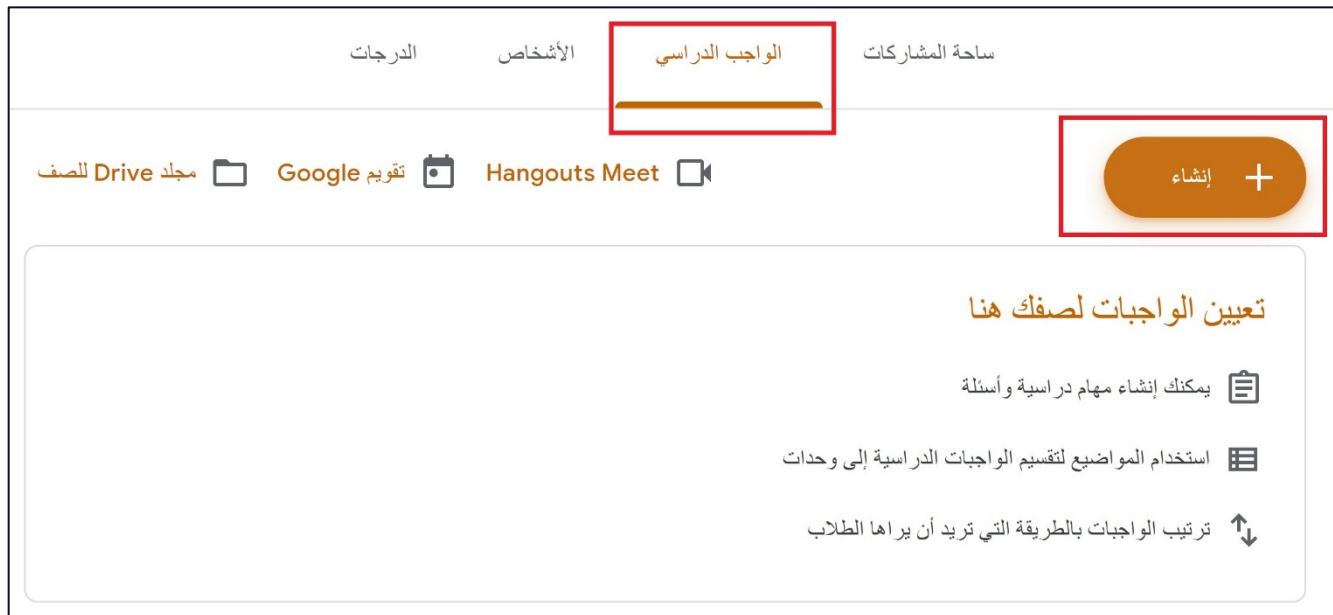 ساحة المشاركات الواجب الدراسي الأشخاص الدرجات
إنشاء Hangouts Meet تقويم Google مجلد Drive للصف
تعيين الواجبات لصفك هنا
يمكنك إنشاء مهام دراسية وأسئلة
استخدام المواضيع لتقسيم الواجبات الدراسية إلى وحدات
ترتيب الواجبات بالطريقة التي تريد أن يراها الطلاب